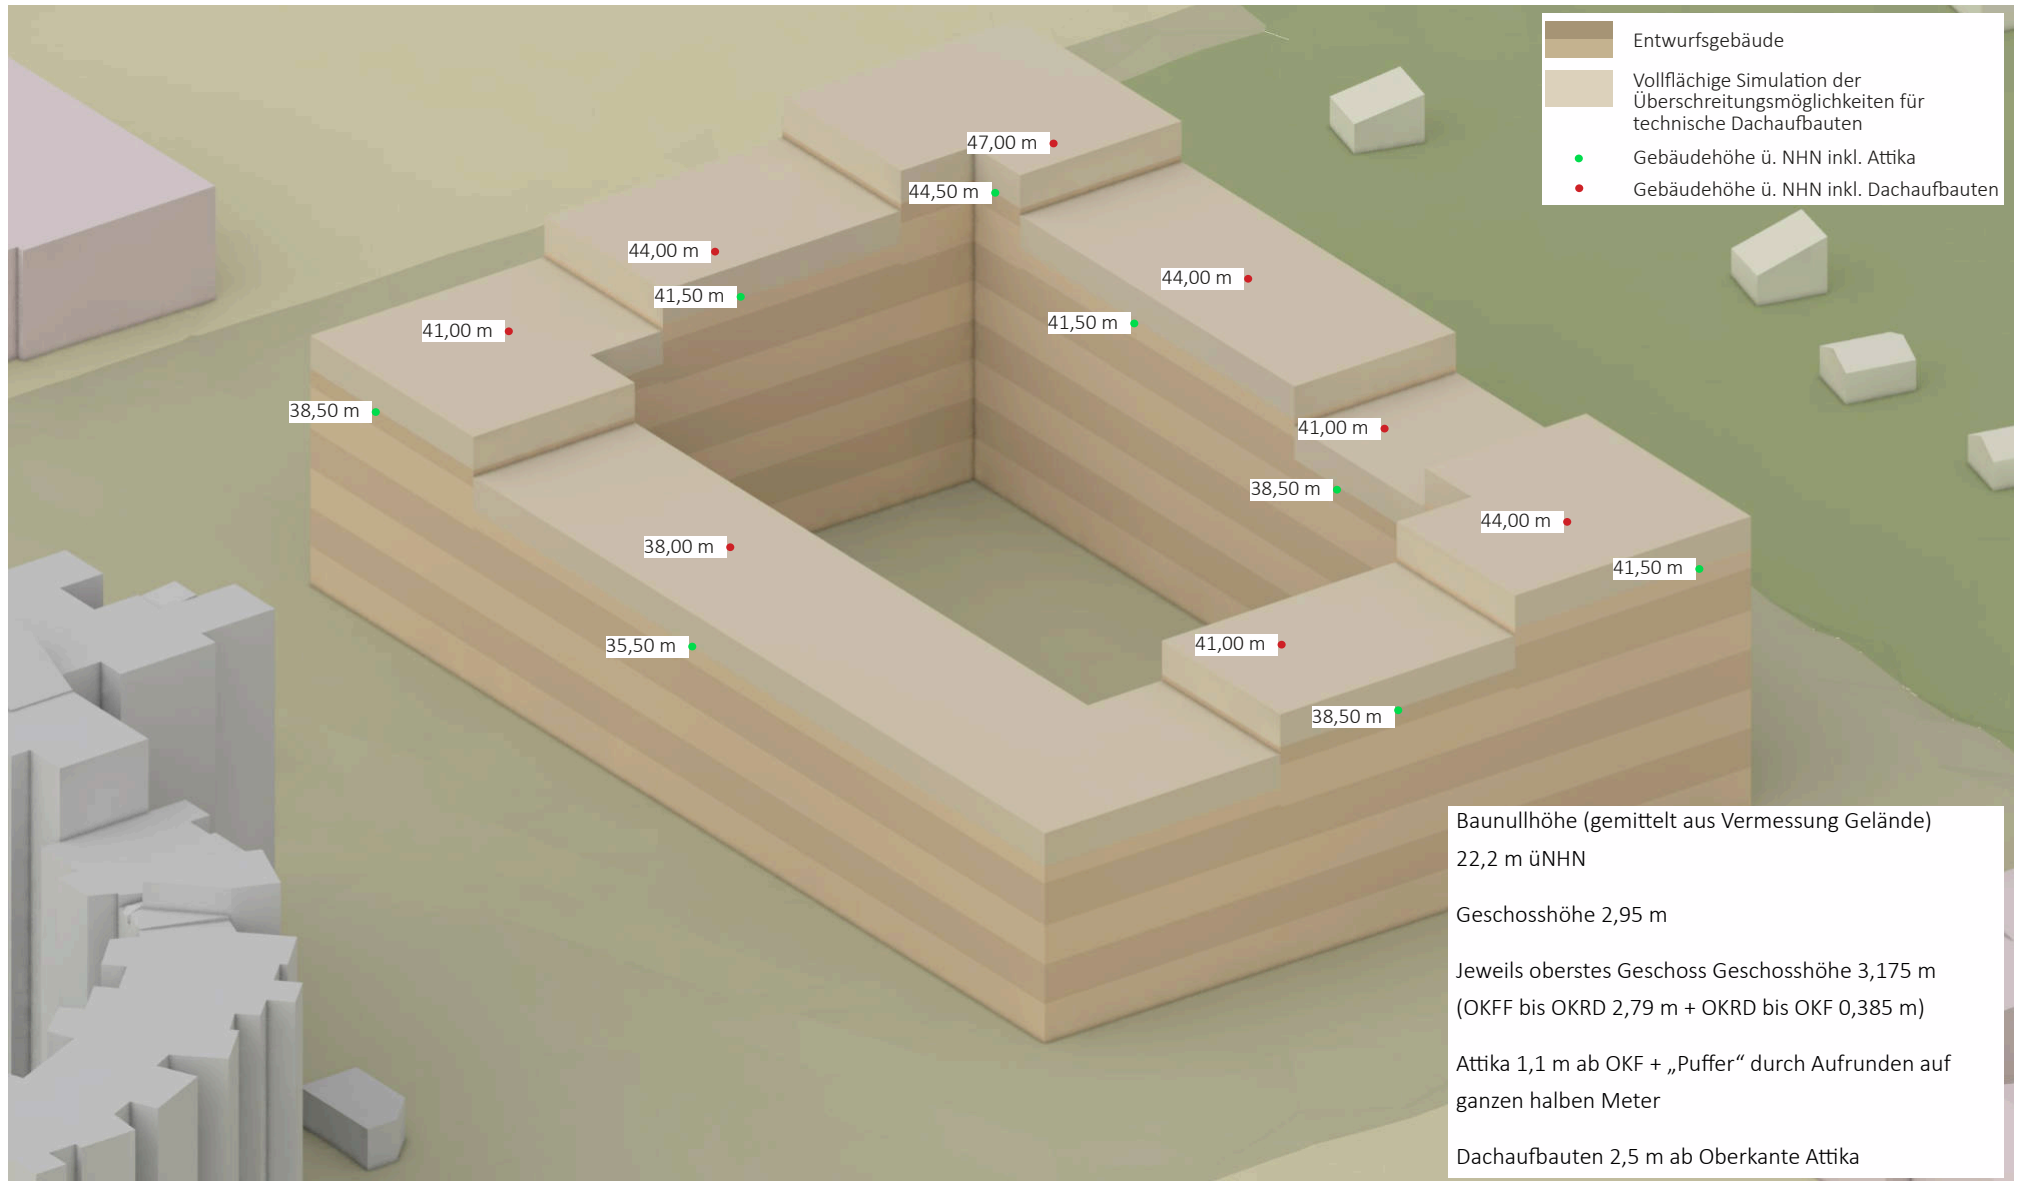 Entwurfsgebäude
Vollflächige Simulation der
Überschreitungsmöglichkeiten für
technische Dachaufbauten
Gebäudehöhe ü. NHN inkl. Attika
Gebäudehöhe ü. NHN inkl. Dachaufbauten
47,00 m
44,50 m
44,00 m
41,50 m
44,00 m
41,50 m
41,00 m
38,50 m
41,00 m
38,50 m
44,00 m
41,50 m
38,00 m
35,50 m
41,00 m
38,50 m
Baunullhöhe (gemittelt aus Vermessung Gelände)
22,2 m üNHN
Geschosshöhe 2,95 m
Jeweils oberstes Geschoss Geschosshöhe 3,175 m
(OKFF bis OKRD 2,79 m + OKRD bis OKF 0,385 m)
Attika 1,1 m ab OKF + „Puffer“ durch Aufrunden auf
ganzen halben Meter
Dachaufbauten 2,5 m ab Oberkante Attika